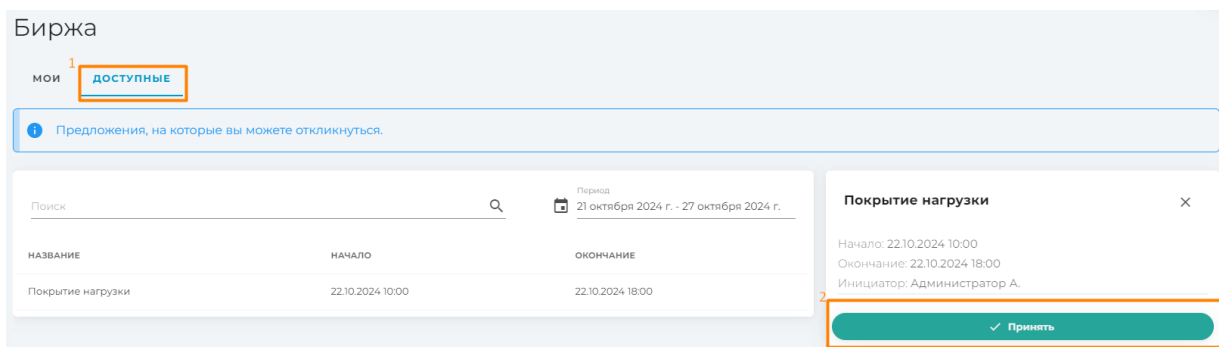 Биржа
1
МОИ ДОСТУПНЫЕ
Предложения, на которые вы можете откликнуться.
Период
Поиск 21 октября 2024 г. - 27 октября 2024 г.
НАЗВАНИЕ НАЧАЛО ОКОНЧАНИЕ
Покрытие нагрузки 22.10.2024 10:00 22.10.2024 18:00
Покрытие нагрузки
Начало: 22.10.2024 10:00
Окончание: 22.10.2024 18:00
Инициатор: Администратор А.
2
Принять